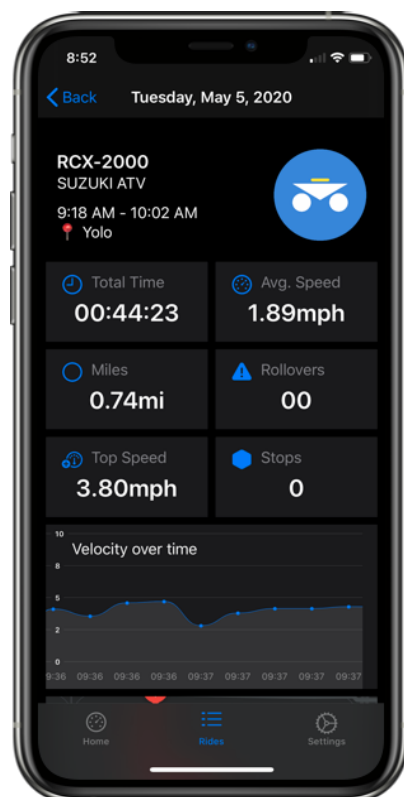 8:52
Back Tuesday, May 5, 2020
RCX-2000
SUZUKI ATV
9:18 AM - 10:02 AM
Yolo
Total Time
00:44:23
Avg. Speed
1.89mph
Miles
0.74mi
Rollovers
00
Top Speed
3.80mph
Stops
0
Velocity over time
10
8
5
2
0
9:36 09:36 09:36 09:36 09:37 09:37 09:37 09:37 09:37
Home Rides Settings